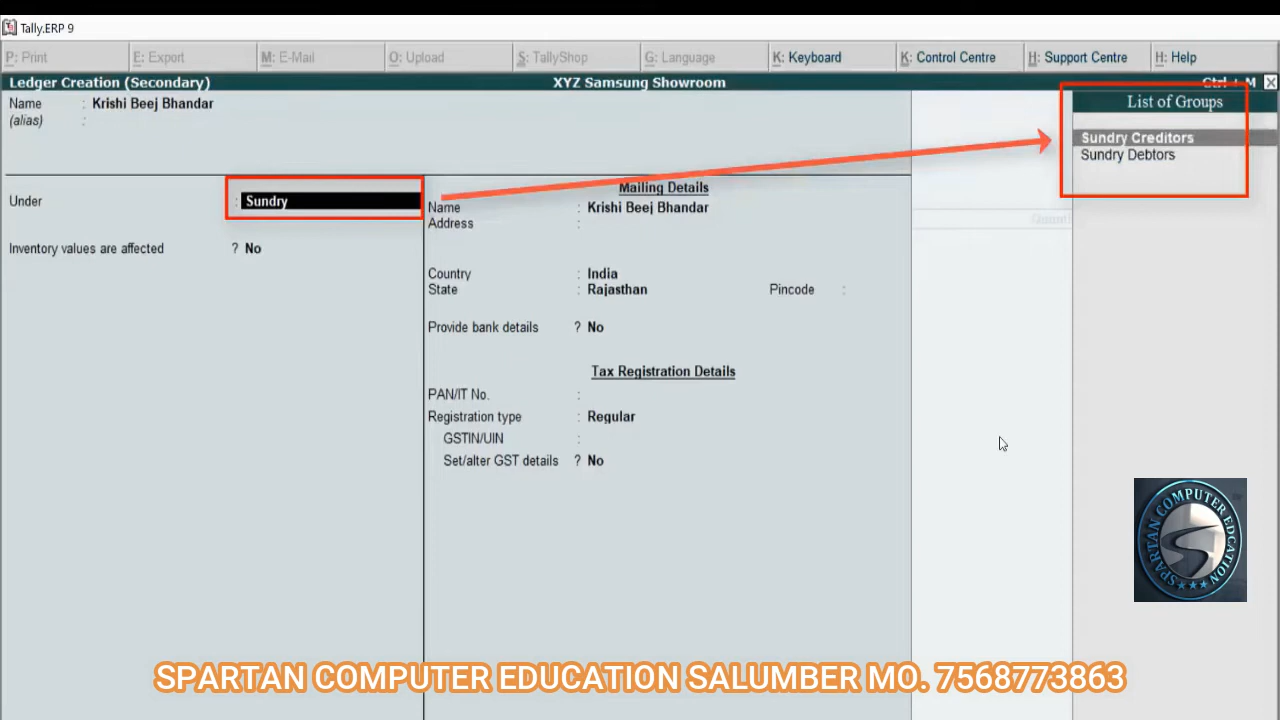 Tally.ERP 9
P: Print E: Export M: E-Mail O: Upload S: TallyShop G: Language K: Keyboard K: Control Centre H: Support Centre H: Help
Ledger Creation (Secondary) XYZ Samsung Showroom Ctrl + M
Name : Krishi Beej Bhandar
(alias) :
List of Groups
Sundry Creditors
Sundry Debtors
Under : Sundry
Inventory values are affected ? No
Mailing Details
Name : Krishi Beej Bhandar
Address :
Country : India
State : Rajasthan Pincode :
Provide bank details ? No
Tax Registration Details
PAN/IT No. :
Registration type : Regular
GSTIN/UIN :
Set/alter GST details ? No
SPARTAN COMPUTER EDCATION
SPARTAN COMPUTER EDUCATION SALUMBER MO. 7568773863